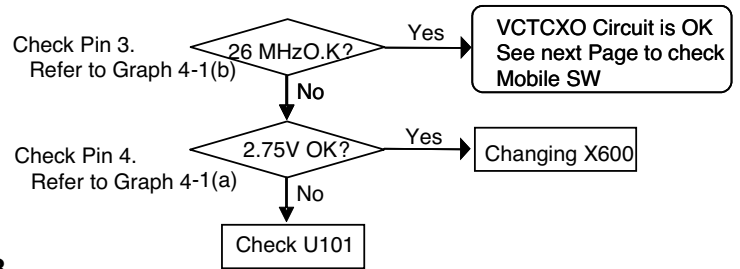 Check Pin 3.
Refer to Graph 4-1(b)
26 MHzO.K?
Yes
VCTCXO Circuit is OK
See next Page to check
Mobile SW
No
Check Pin 4.
Refer to Graph 4-1(a)
2.75V OK?
Yes
Changing X600
No
Check U101